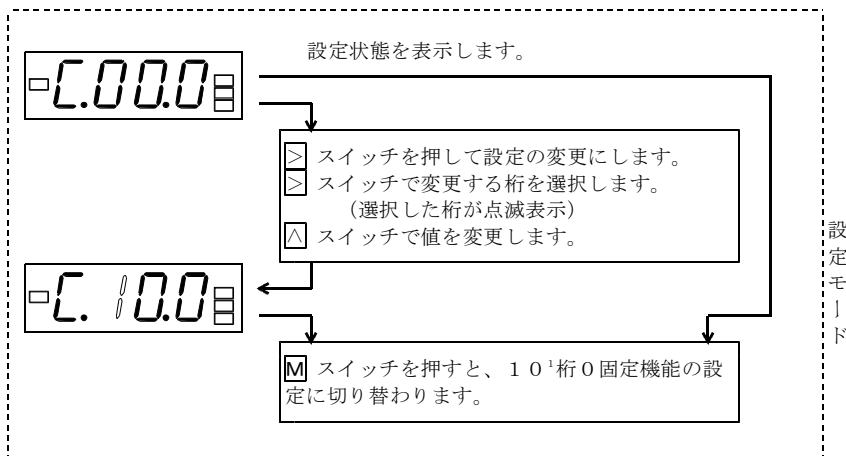 設定状態を表示します。
-C.00.0
> スイッチを押して設定の変更にします。
> スイッチで変更する桁を選択します。
(選択した桁が点滅表示)
∧ スイッチで値を変更します。
-C.10.0
M スイッチを押すと、10¹桁0固定機能の設
定に切り替わります。
設定モード